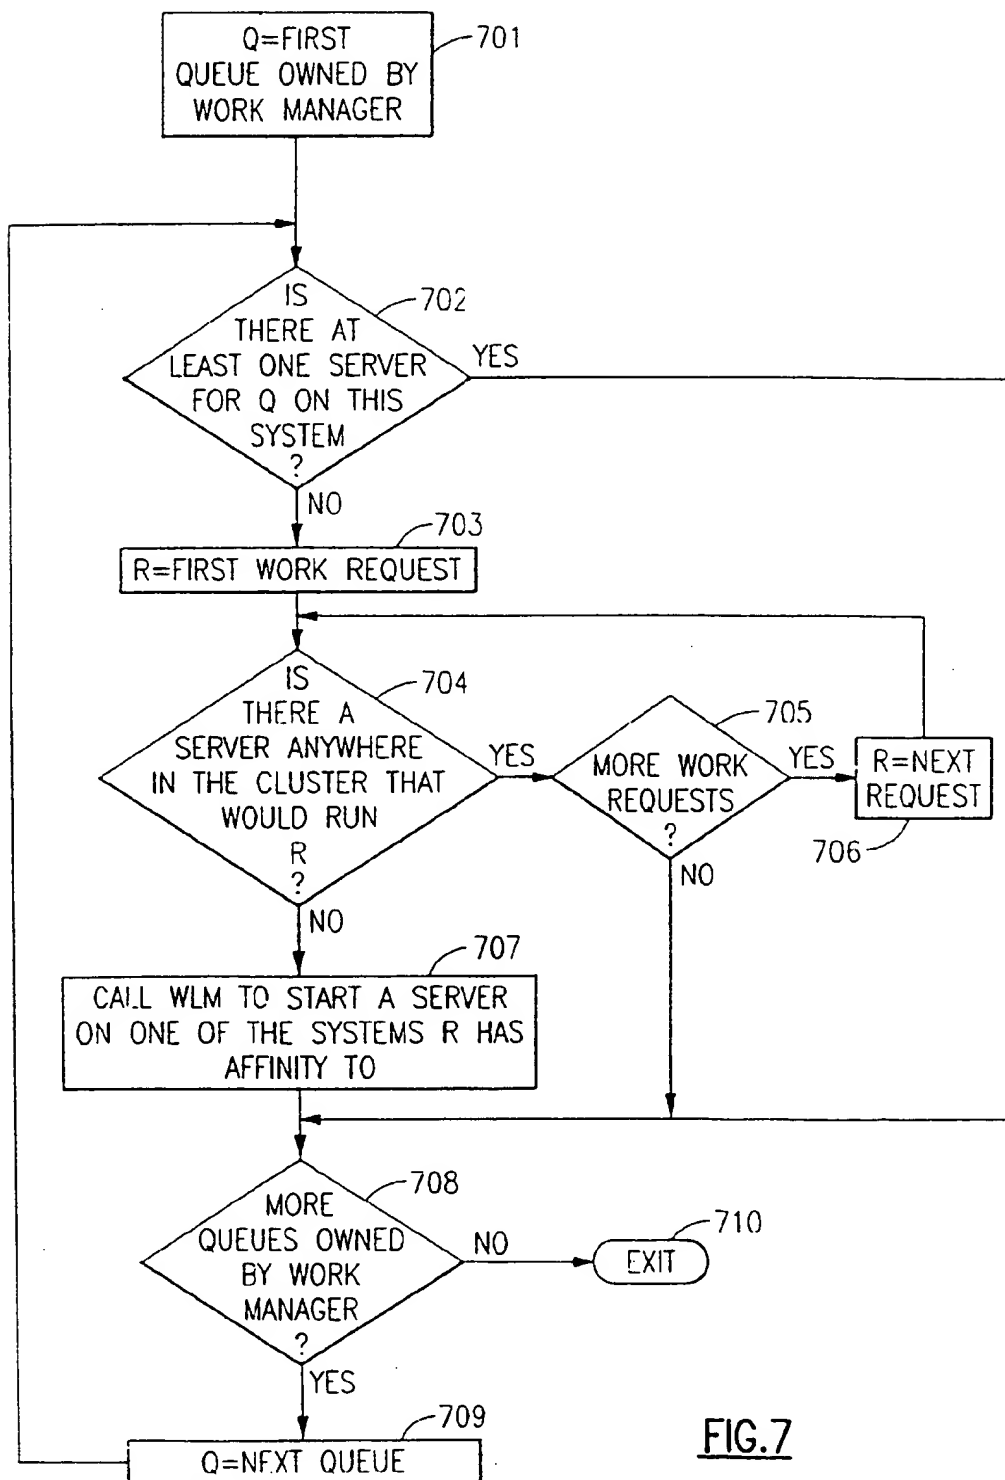 Q=FIRST
QUEUE OWNED BY
WORK MANAGER
701
IS
THERE AT
LEAST ONE SERVER
FOR Q ON THIS
SYSTEM
?
702
YES
NO
703
R=FIRST WORK REQUEST
IS
THERE A
SERVER ANYWHERE
IN THE CLUSTER THAT
WOULD RUN
R
?
704
YES
NO
MORE WORK
REQUESTS
?
705
YES
NO
R=NEXT
REQUEST
706
707
CALL WLM TO START A SERVER
ON ONE OF THE SYSTEMS R HAS
AFFINITY TO
MORE
QUEUES OWNED
BY WORK
MANAGER
?
708
NO
710
EXIT
YES
709
Q=NEXT QUEUE
FIG.7